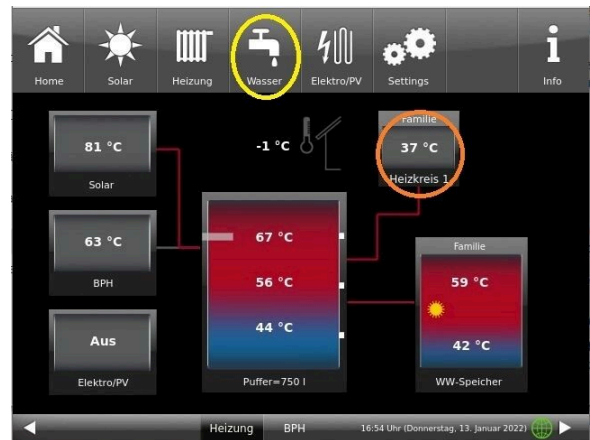 Home Solar Heizung Wasser Elektro/PV Settings Info
81 °C
Solar
-1 °C
Familie
37 °C
Heizkreis 1
63 °C
BPH
67 °C
56 °C
44 °C
Puffer=750 l
Familie
59 °C
42 °C
WW-Speicher
Aus
Elektro/PV
Heizung BPH 16:54 Uhr (Donnerstag, 13. Januar 2022)